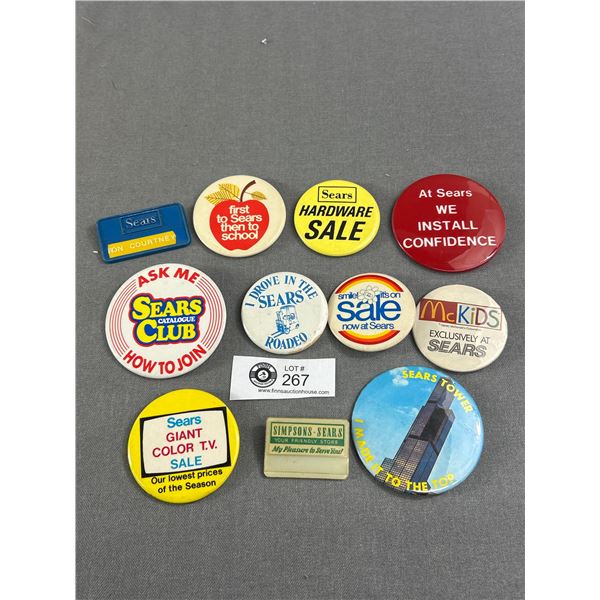 Sears
ION COURTNEY
first
to Sears
then to
school
Sears
HARDWARE
SALE
At Sears
WE
INSTALL
CONFIDENCE
ASK ME
SEARS
CATALOGUE
CLUB
HOW TO JOIN
I DROVE IN THE
SEARS
ROADEO
smile! it's on
sale
now at Sears
McKiDS
EXCLUSIVELY AT
SEARS
LOT #
267
www.finnsauctionhouse.com
Sears
GIANT
COLOR T.V.
SALE
Our lowest prices
of the Season
SIMPSONS-SEARS
YOUR FRIENDLY STORE
My Pleasure to Serve You!
SEARS TOWER
I MADE IT TO THE TOP